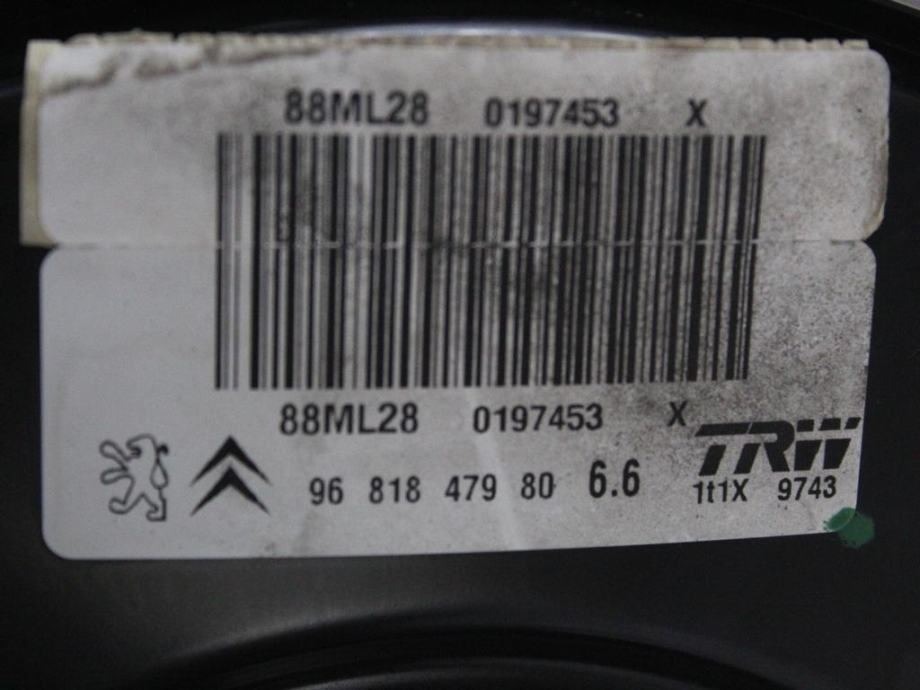 88ML28 0197453 X
88ML28 0197453 X
TRW
96 818 479 80 6.6
1t1X 9743